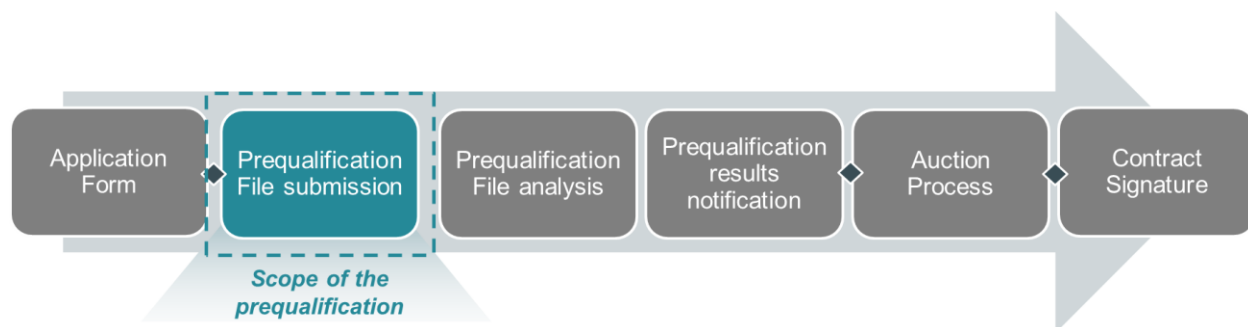 Application
Form
Prequalification
File submission
Prequalification
File analysis
Prequalification
results
notification
Auction
Process
Contract
Signature
Scope of the
prequalification